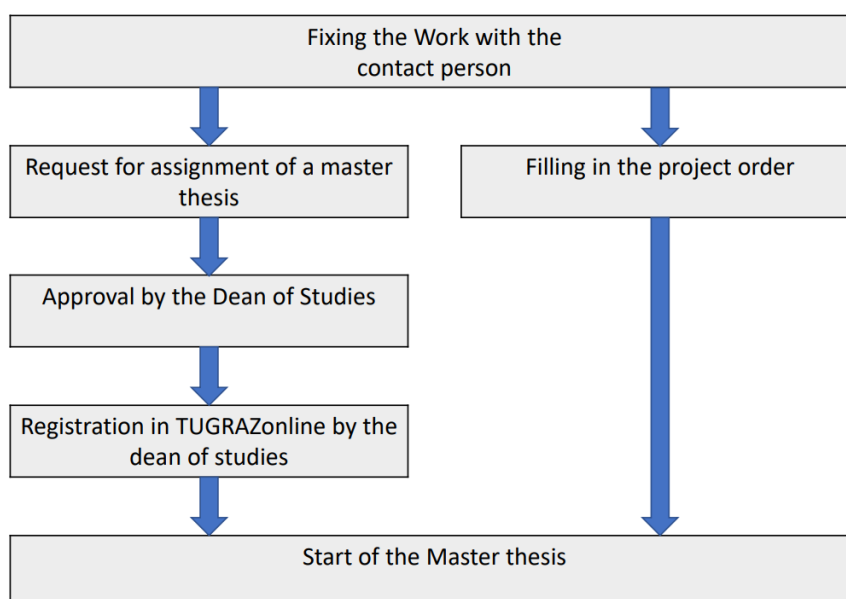 Fixing the Work with the
contact person
Request for assignment of a master
thesis
Filling in the project order
Approval by the Dean of Studies
Registration in TUGRAZonline by the
dean of studies
Start of the Master thesis